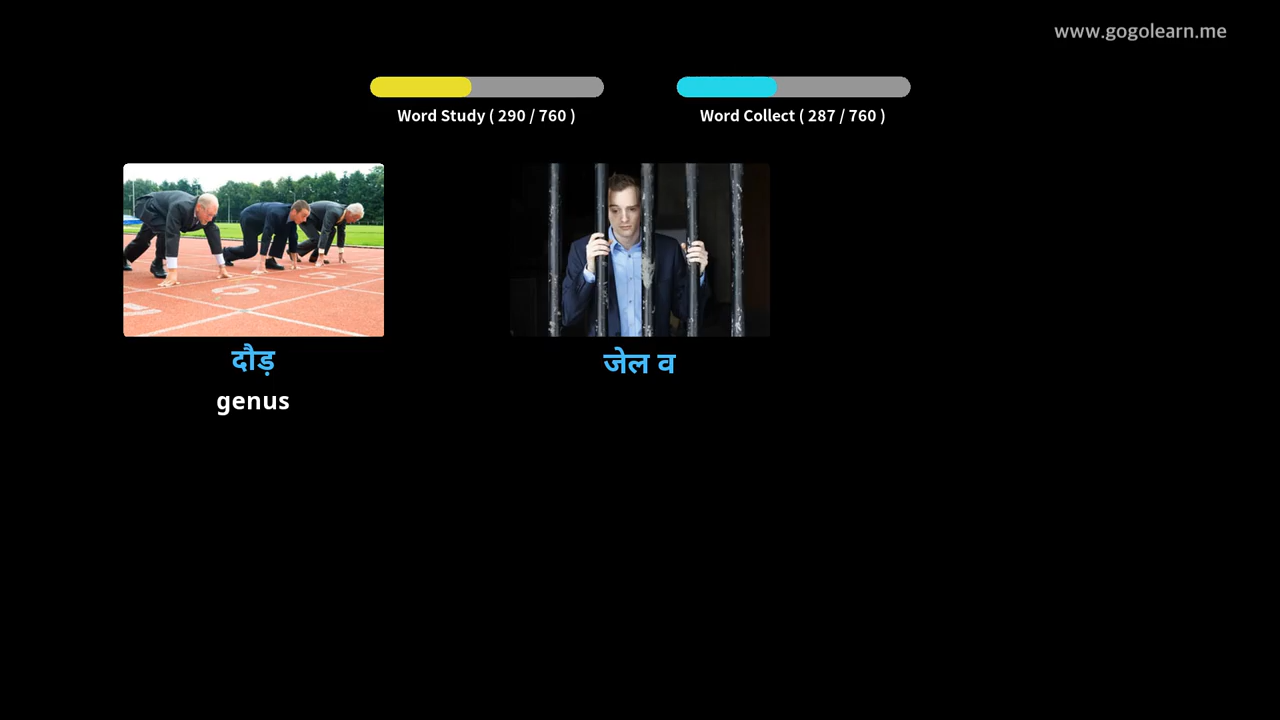 www.gogolearn.me
Word Study ( 290 / 760 )
Word Collect ( 287 / 760 )
दौड़
genus
जेल व